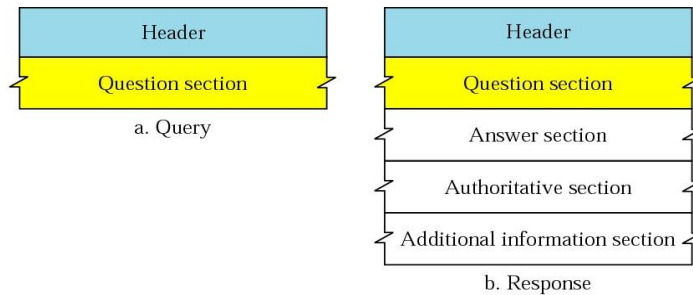 Header
Question section
a. Query
Header
Question section
Answer section
Authoritative section
Additional information section
b. Response